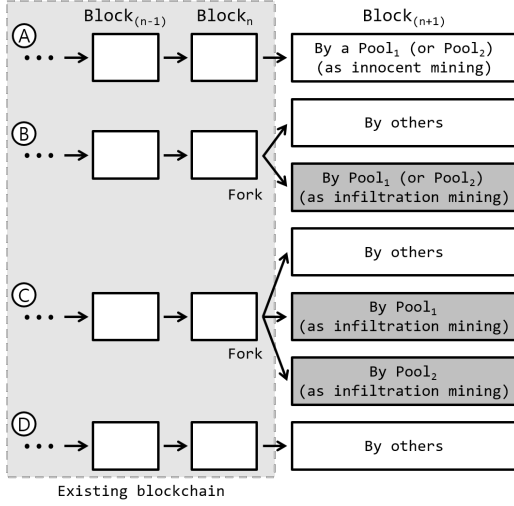 Block(n-1) Blockn Block(n+1)
A
By a Pool1 (or Pool2)
(as innocent mining)
B
By others
Fork
By Pool1 (or Pool2)
(as infiltration mining)
By others
C
By Pool1
(as infiltration mining)
Fork
By Pool2
(as infiltration mining)
D
By others
Existing blockchain